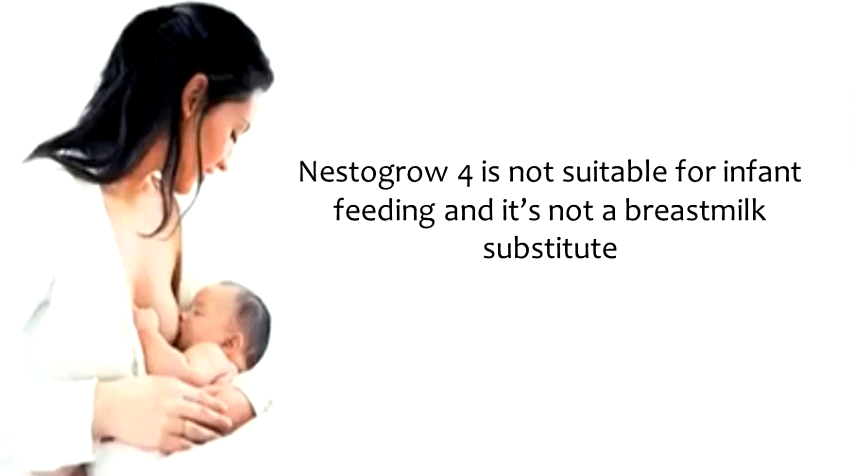 Nestogrow 4 is not suitable for infant
feeding and it's not a breastmilk
substitute